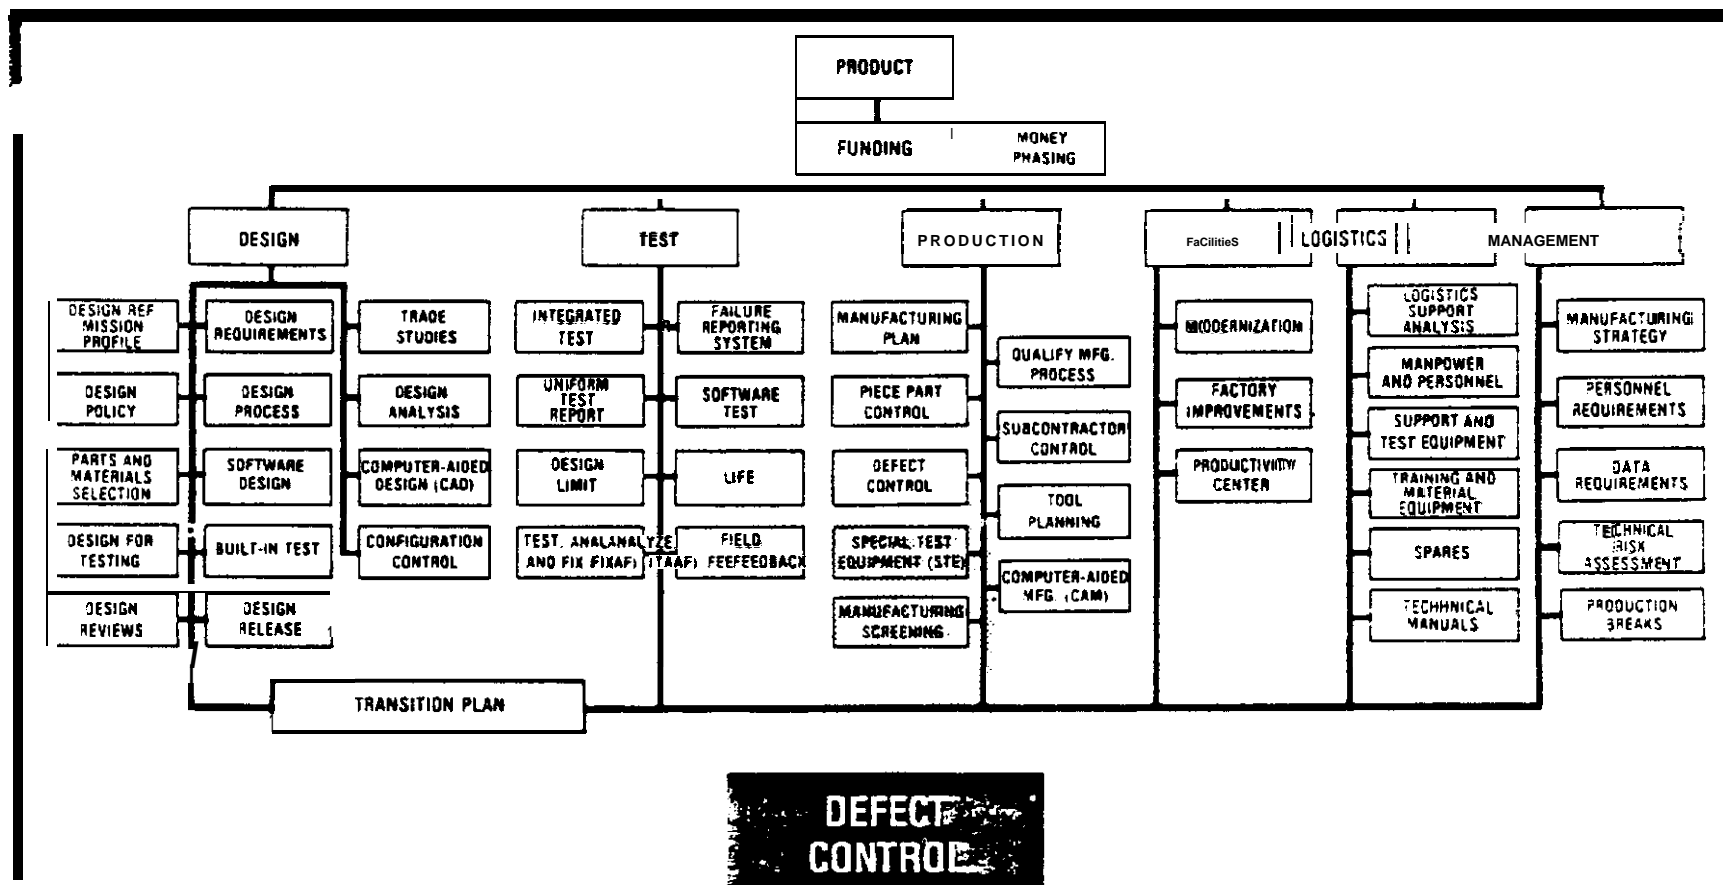 PRODUCT
FUNDING
MONEY
PHASING
DESIGN
TEST
PRODUCTION
FaCilitieS
LOGISTICS
MANAGEMENT
DESIGN REF
MISSION
PROFILE
DESIGN
REQUIREMENTS
TRADE
STUDIES
DESIGN
POLICY
DESIGN
PROCESS
DESIGN
ANALYSIS
PARTS AND
MATERIALS
SELECTION
SOFTWARE
DESIGN
COMPUTER-AIDED
DESIGN (CAD)
DESIGN FOR
TESTING
BUILT-IN TEST
CONFIGURATION
CONTROL
DESIGN
REVIEWS
DESIGN
RELEASE
INTEGRATED
TEST
FAILURE
REPORTING
SYSTEM
UNIFORM
TEST
REPORT
SOFTWARE
TEST
DESIGN
LIMIT
LIFE
TEST, ANALANALYZE,
AND FIX FIXAF) (TAAF)
FIELD
FEEFEEDBACK
MANUFACTURING
PLAN
QUALIFY MFG.
PROCESS
PIECE PART
CONTROL
SUBCONTRACTOR
CONTROL
DEFECT
CONTROL
TOOL
PLANNING
SPECIAL TEST
EQUIPMENT (STE)
COMPUTER-AIDED
MFG. (CAM)
MANUFACTURING
SCREENING
MODERNIZATION
FACTORY
IMPROVEMENTS
PRODUCTIVITY
CENTER
LOGISTICS
SUPPORT
ANALYSIS
MANPOWER
AND PERSONNEL
SUPPORT AND
TEST EQUIPMENT
TRAINING AND
MATERIAL
EQUIPMENT
SPARES
TECHHNICAL
MANUALS
MANUFACTURING
STRATEGY
PERSONNEL
REQUIREMENTS
DATA
REQUIREMENTS
TECHNICAL
RISK
ASSESSMENT
PRODUCTION
BREAKS
TRANSITION PLAN
DEFECT
CONTROL